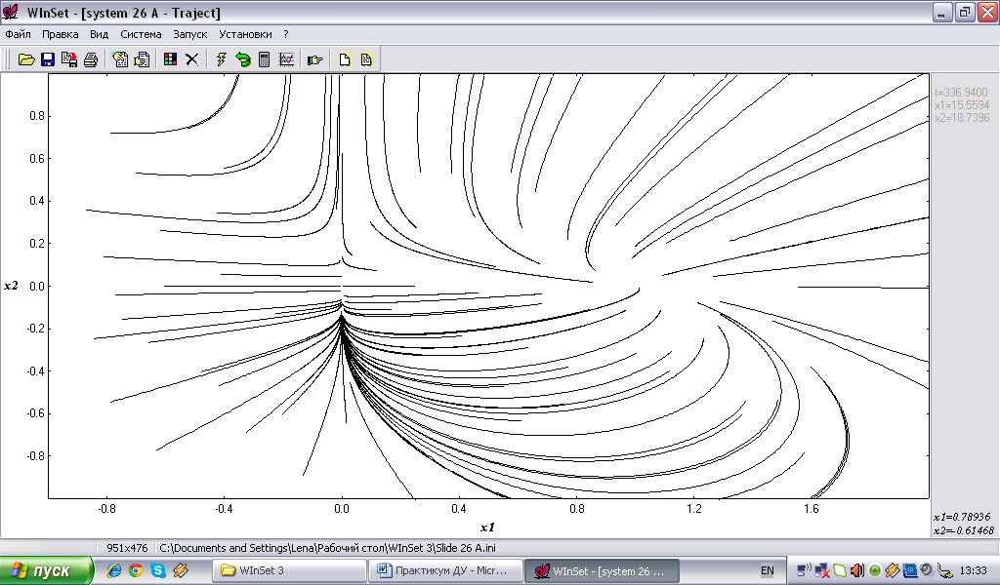 WInSet - [system 26 A - Traject]
Файл Правка Вид Система Запуск Установки ?
t=336.9400
x1=15.5594
x2=18.7396
0.8
0.6
0.4
0.2
x2 0.0
-0.2
-0.4
-0.6
-0.8
-0.8 -0.4 0.0 0.4 0.8 1.2 1.6
x1
x1=0.78936
x2=-0.61468
951x476 C:\Documents and Settings\Lena\Рабочий стол\WInSet 3\Slide 26 A.ini
пуск WInSet 3 Практикум ДУ - Micr... WInSet - [system 26 ... EN 13:33